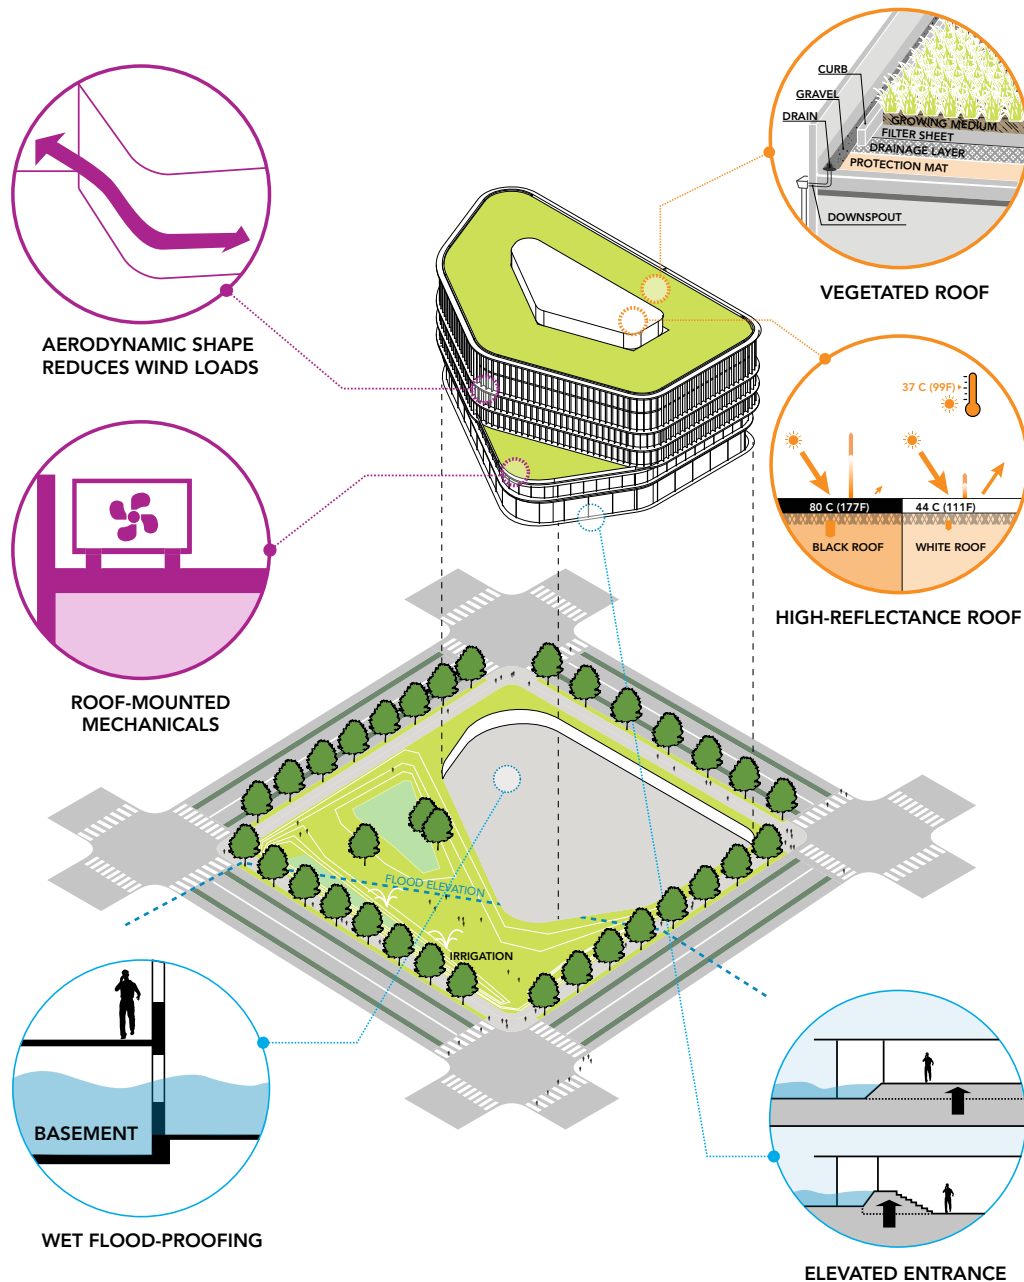 CURB
GRAVEL
DRAIN
GROWING MEDIUM
FILTER SHEET
DRAINAGE LAYER
PROTECTION MAT
DOWNSPOUT
VEGETATED ROOF
AERODYNAMIC SHAPE
REDUCES WIND LOADS
37 C (99F)
80 C (177F)
44 C (111F)
BLACK ROOF
WHITE ROOF
HIGH-REFLECTANCE ROOF
ROOF-MOUNTED
MECHANICALS
FLOOD ELEVATION
IRRIGATION
BASEMENT
WET FLOOD-PROOFING
ELEVATED ENTRANCE